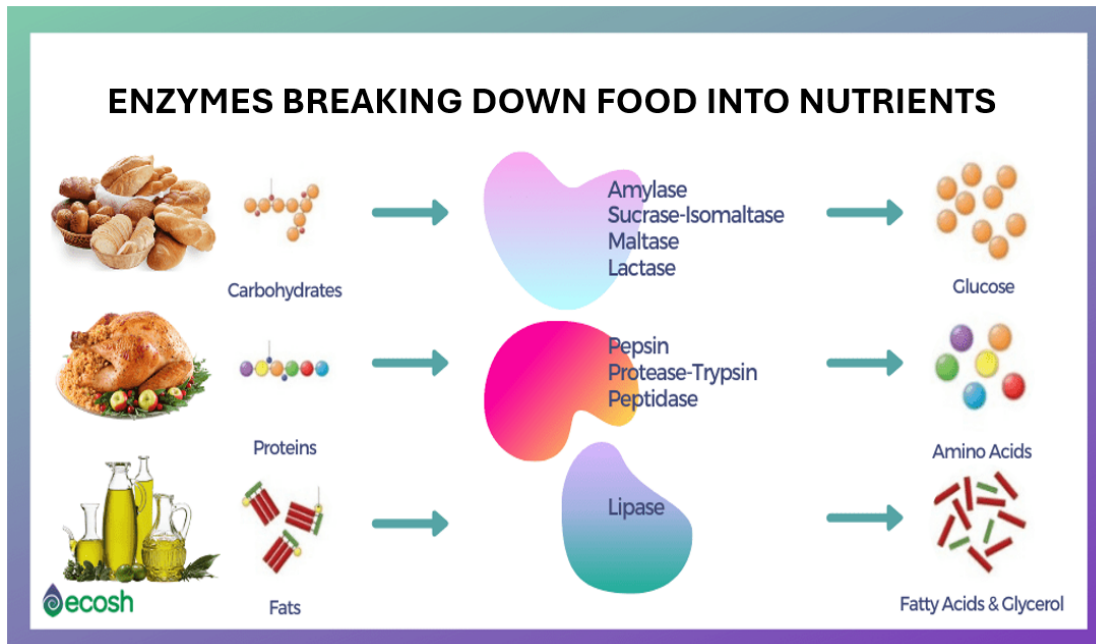 ENZYMES BREAKING DOWN FOOD INTO NUTRIENTS
Carbohydrates
Amylase
Sucrase-Isomaltase
Maltase
Lactase
Glucose
Proteins
Pepsin
Protease-Trypsin
Peptidase
Amino Acids
Fats
Lipase
Fatty Acids & Glycerol
ecosh